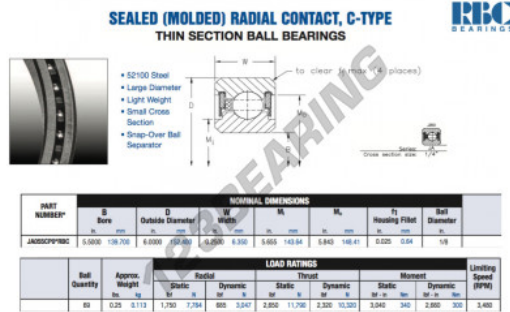 SEALED (MOLDED) RADIAL CONTACT, C-TYPE
THIN SECTION BALL BEARINGS
RBC
BEARINGS
• 52100 Steel
• Large Diameter
• Light Weight
• Small Cross
Section
• Snap-Over Ball
Separator
W
to clear f₁ max (4 places)
D
B
Series:
Cross section size: 1/4"
123BEARING
NOMINAL DIMENSIONS
PART NUMBER* B Bore D Outside Diameter W Width f₁ Housing Fillet Ball Diameter
in. mm in. mm in. mm in. mm in. mm in. mm in.
5.5000 139.700 6.0000 152.400 0.2500 6.350 5.655 143.64 5.843 148.41 0.025 0.64 1/8
LOAD RATINGS
Ball Quantity Approx. Weight Radial Thrust Moment Limiting Speed (RPM)
Static Dynamic Static Dynamic Static Dynamic
lbs. kg lbf N lbf N lbf N lbf N lbf - in Nm lbf - in Nm
69 0.25 0.113 1,750 7,784 685 3,047 2,650 11,790 2,320 10,320 3,040 340 2,660 300 3,460